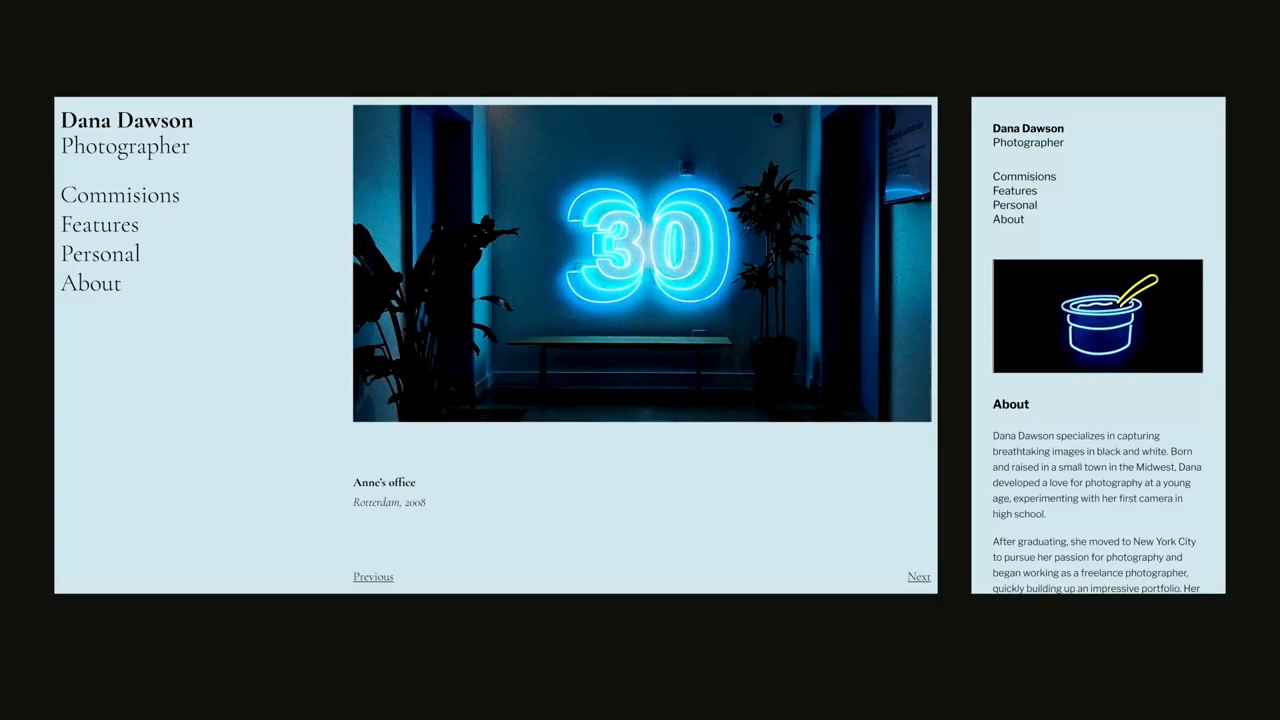 Dana Dawson
Photographer
Commisions
Features
Personal
About
30
Anne's office
Rotterdam, 2008
Previous
Next
Dana Dawson
Photographer
Commisions
Features
Personal
About
About
Dana Dawson specializes in capturing
breathtaking images in black and white. Born
and raised in a small town in the Midwest, Dana
developed a love for photography at a young
age, experimenting with her first camera in
high school.
After graduating, she moved to New York City
to pursue her passion for photography and
began working as a freelance photographer,
quickly building up an impressive portfolio. Her